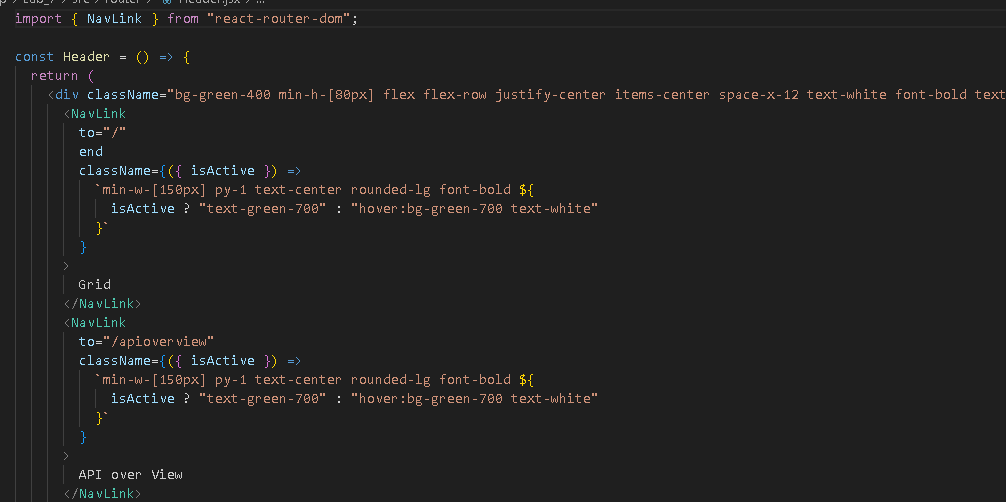 src > router > Header.jsx > ...
import { NavLink } from "react-router-dom";
const Header = () => {
return (
<div className="bg-green-400 min-h-[80px] flex flex-row justify-center items-center space-x-12 text-white font-bold text
<NavLink
to="/"
end
className={({ isActive }) =>
`min-w-[150px] py-1 text-center rounded-lg font-bold ${
isActive ? "text-green-700" : "hover:bg-green-700 text-white"
}`
}
>
Grid
</NavLink>
<NavLink
to="/apioverview"
className={({ isActive }) =>
`min-w-[150px] py-1 text-center rounded-lg font-bold ${
isActive ? "text-green-700" : "hover:bg-green-700 text-white"
}`
}
>
API over View
</NavLink>